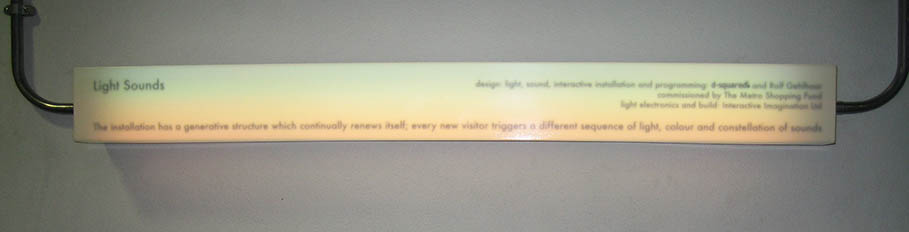 Light Sounds
design: light, sound, interactive installation and programming: d-squared and Rolf Gehlhaar
commissioned by The Metro Shopping Fund
light electronics and build: Interactive Imagination Ltd
The installation has a generative structure which continually renews itself; every new visitor triggers a different sequence of light, colour and constellation of sounds